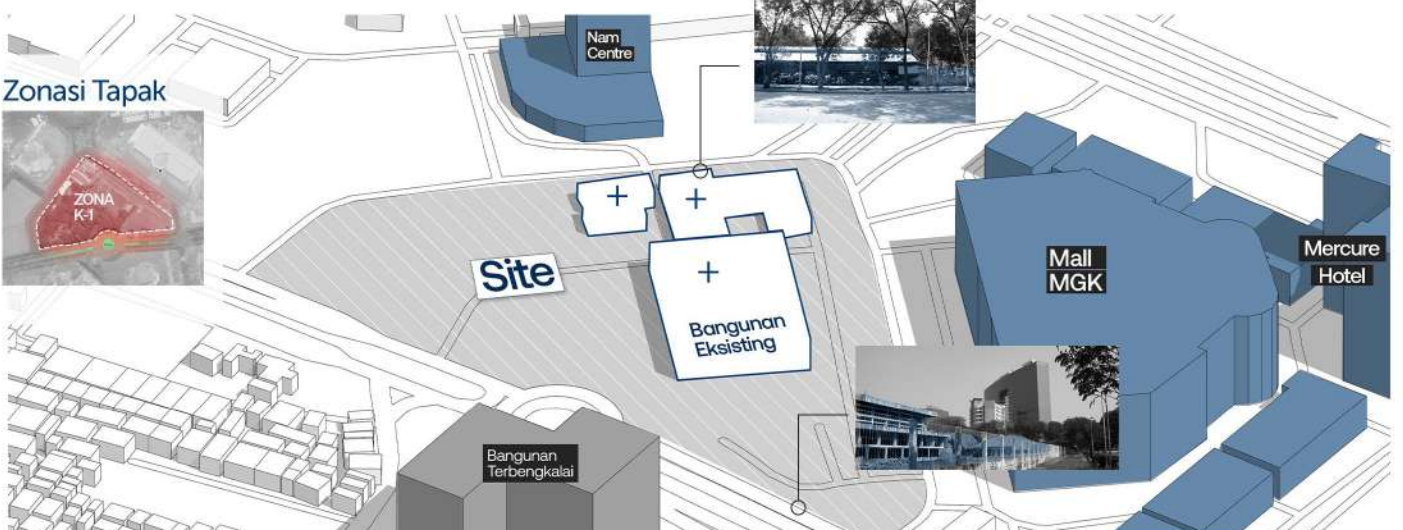 Nam
Centre
Zonasi Tapak
ZONA
K-1
Site
Mall
MGK
Mercure
Hotel
Bangunan
Eksisting
Bangunan
Terbengkalai